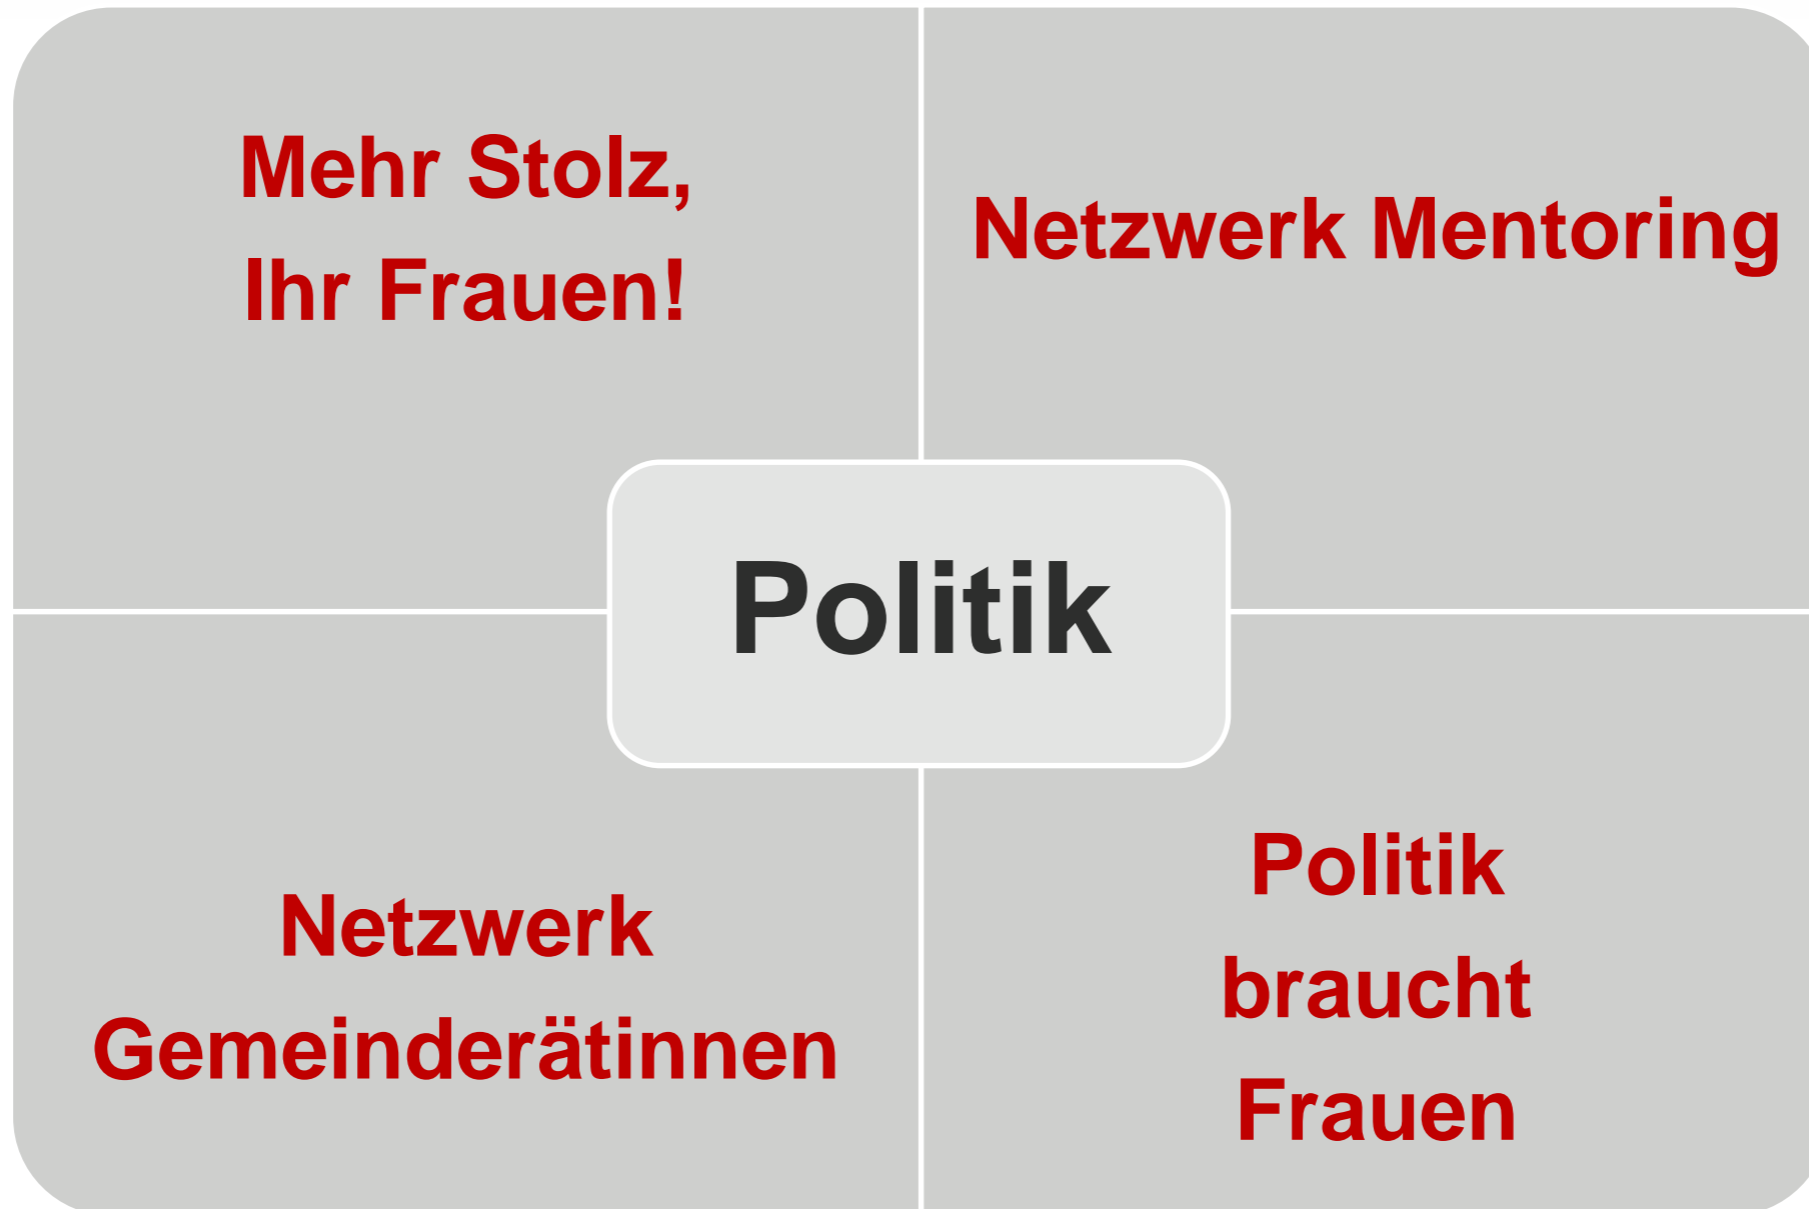 Mehr Stolz,
Ihr Frauen!
Netzwerk Mentoring
Politik
Netzwerk
Gemeinderätinnen
Politik
braucht
Frauen